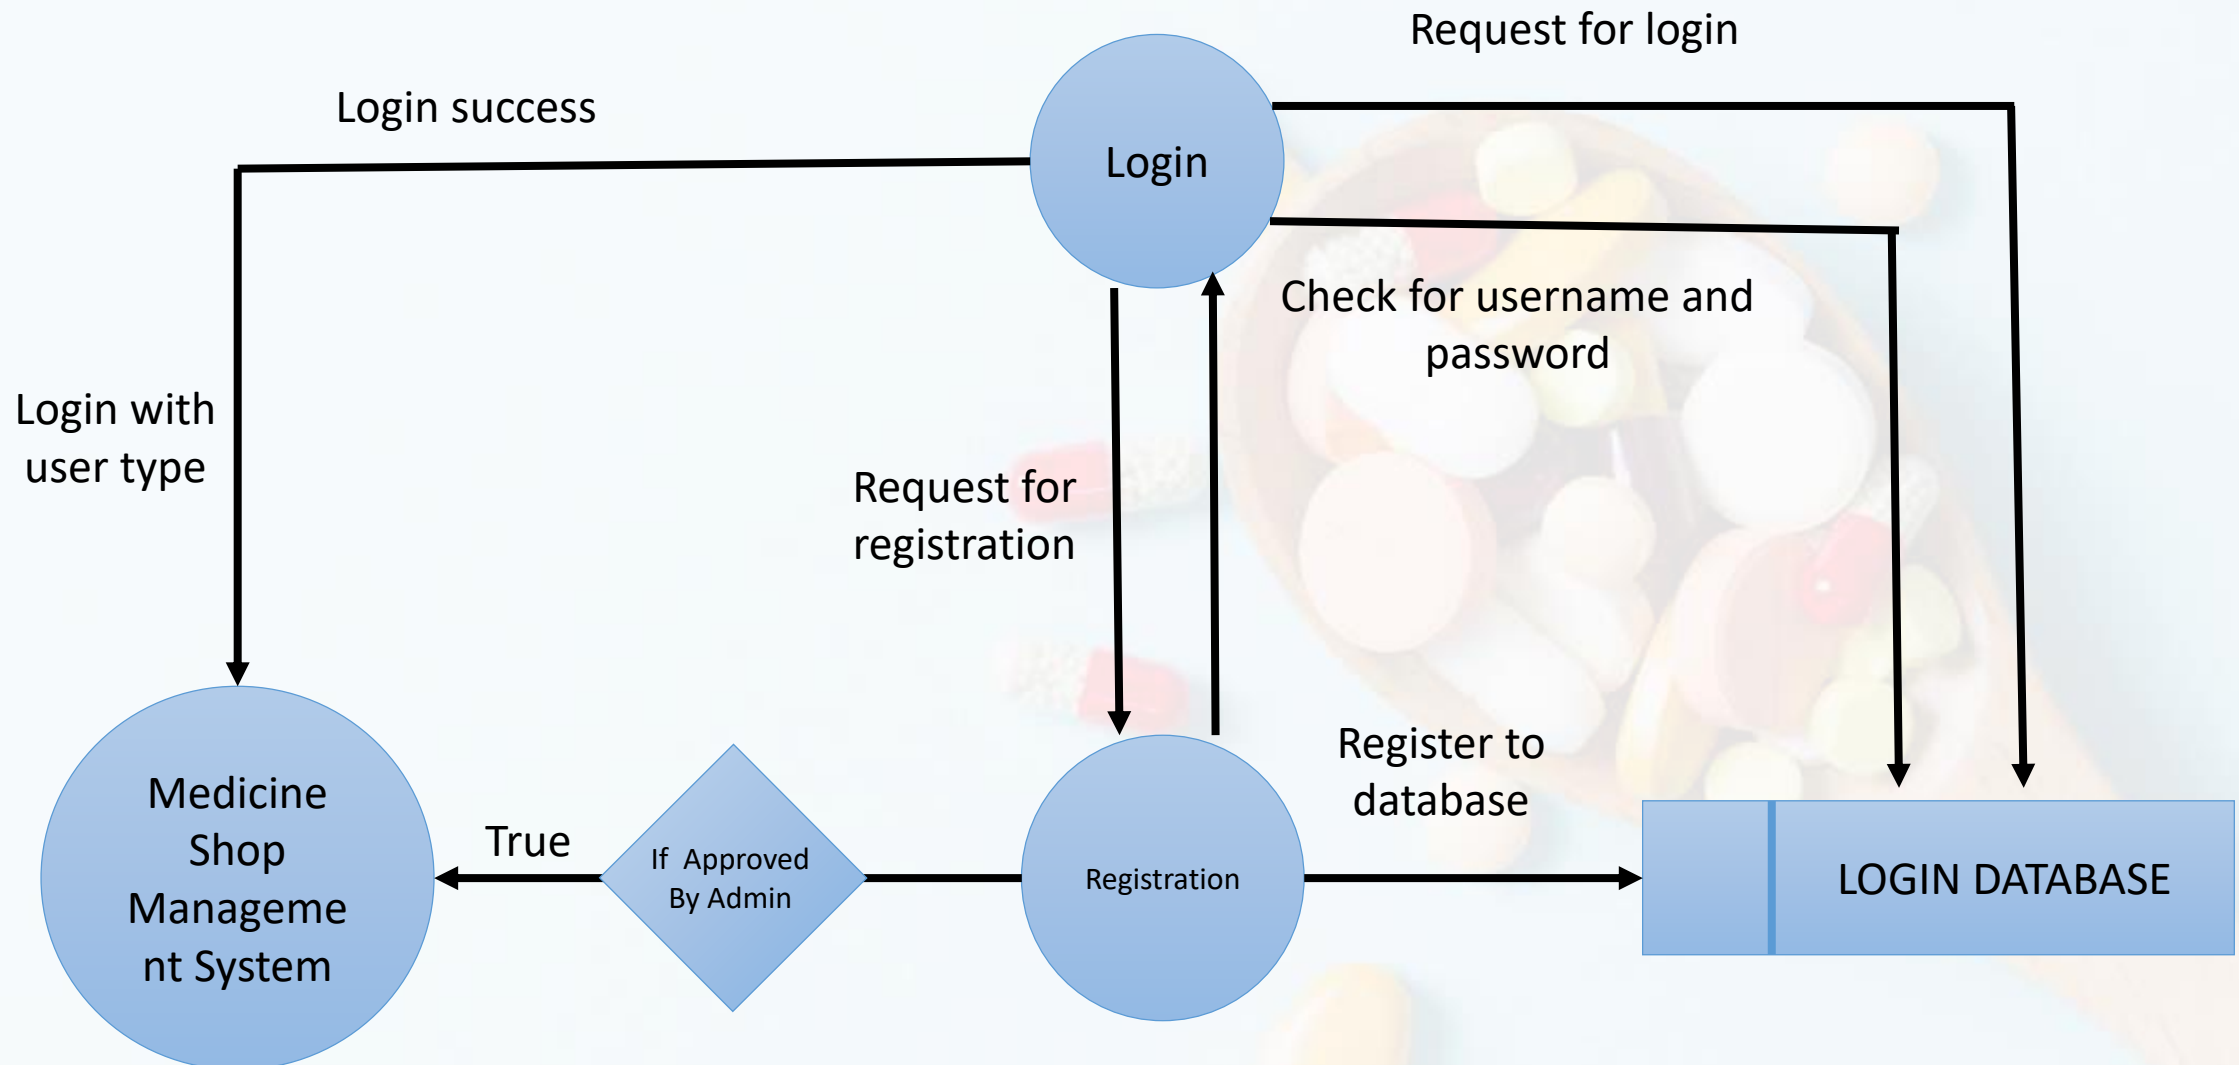 Request for login
Login success
Login
Check for username and
password
Login with
user type
Request for
registration
Register to
database
Medicine
Shop
Manageme
nt System
True
If  Approved
By Admin
Registration
LOGIN DATABASE